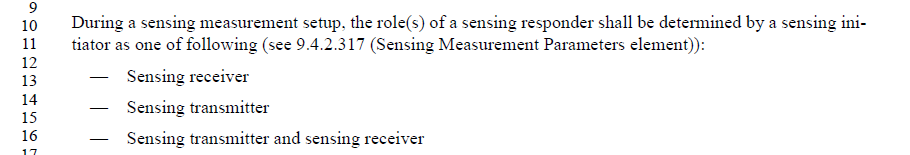 9
10 During a sensing measurement setup, the role(s) of a sensing responder shall be determined by a sensing ini-
11 tiator as one of following (see 9.4.2.317 (Sensing Measurement Parameters element)):
12
13 — Sensing receiver
14
15 — Sensing transmitter
16 — Sensing transmitter and sensing receiver
17